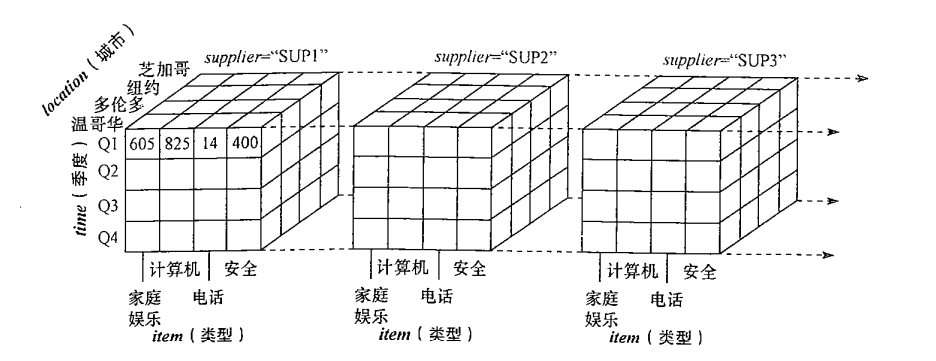 location（城市）
supplier=“SUP1”
supplier=“SUP2”
supplier=“SUP3”
芝加哥
纽约
多伦多
温哥华
time（季度）
Q1 605 825 14 400
Q2
Q3
Q4
计算机 安全
家庭娱乐 电话
item（类型）
计算机 安全
家庭娱乐 电话
item（类型）
计算机 安全
家庭娱乐 电话
item（类型）